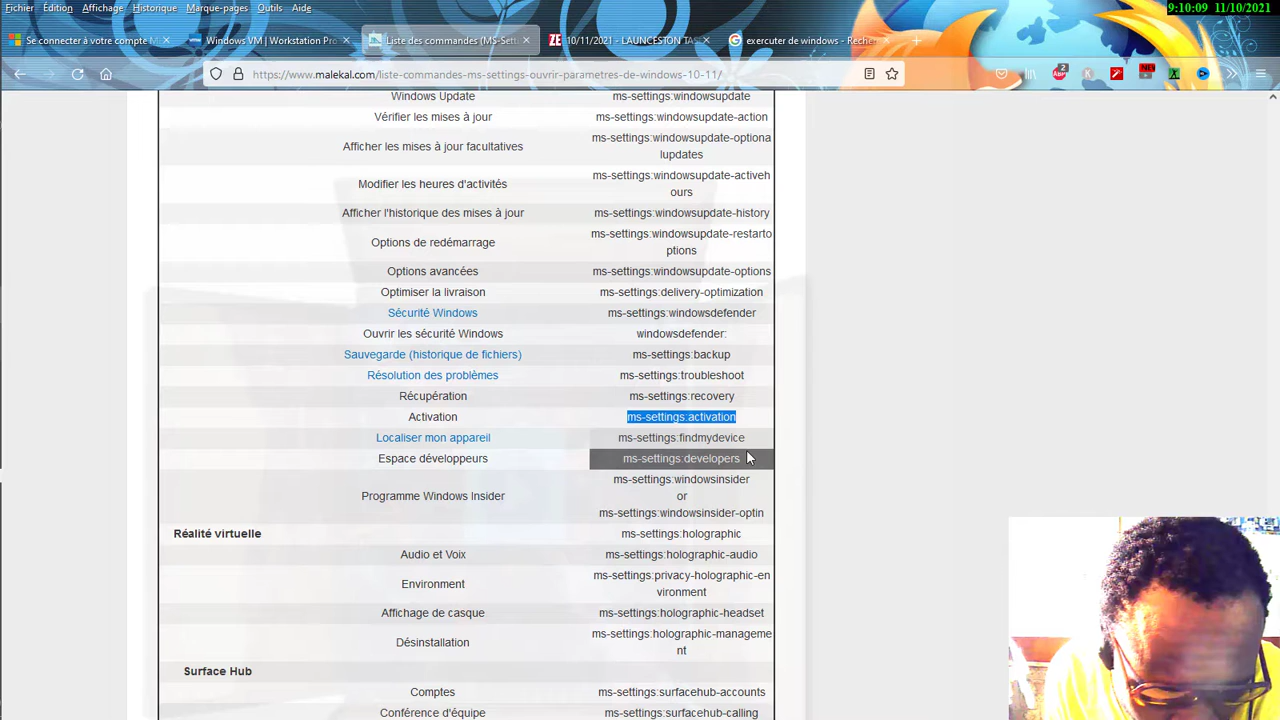 Fichier Édition Affichage Historique Marque-pages Outils Aide
9:10:09 11/10/2021
Se connecter à votre compte M
Windows VM | Workstation Pro
Liste des commandes (MS-Sett
10/11/2021 - LAUNCESTON TAS
exercuter de windows - Recher
https://www.malekal.com/liste-commandes-ms-settings-ouvrir-parametres-de-windows-10-11/
Windows Update ms-settings:windowsupdate
Vérifier les mises à jour ms-settings:windowsupdate-action
Afficher les mises à jour facultatives ms-settings:windowsupdate-optiona
lupdates
Modifier les heures d'activités ms-settings:windowsupdate-activeh
ours
Afficher l'historique des mises à jour ms-settings:windowsupdate-history
Options de redémarrage ms-settings:windowsupdate-restarto
ptions
Options avancées ms-settings:windowsupdate-options
Optimiser la livraison ms-settings:delivery-optimization
Sécurité Windows ms-settings:windowsdefender
Ouvrir les sécurité Windows windowsdefender:
Sauvegarde (historique de fichiers) ms-settings:backup
Résolution des problèmes ms-settings:troubleshoot
Récupération ms-settings:recovery
Activation ms-settings:activation
Localiser mon appareil ms-settings:findmydevice
Espace développeurs ms-settings:developers
Programme Windows Insider ms-settings:windowsinsider
or
ms-settings:windowsinsider-optin
Réalité virtuelle ms-settings:holographic
Audio et Voix ms-settings:holographic-audio
Environment ms-settings:privacy-holographic-en
vironment
Affichage de casque ms-settings:holographic-headset
Désinstallation ms-settings:holographic-manageme
nt
Surface Hub
Comptes ms-settings:surfacehub-accounts
Conférence d'équipe ms-settings:surfacehub-calling